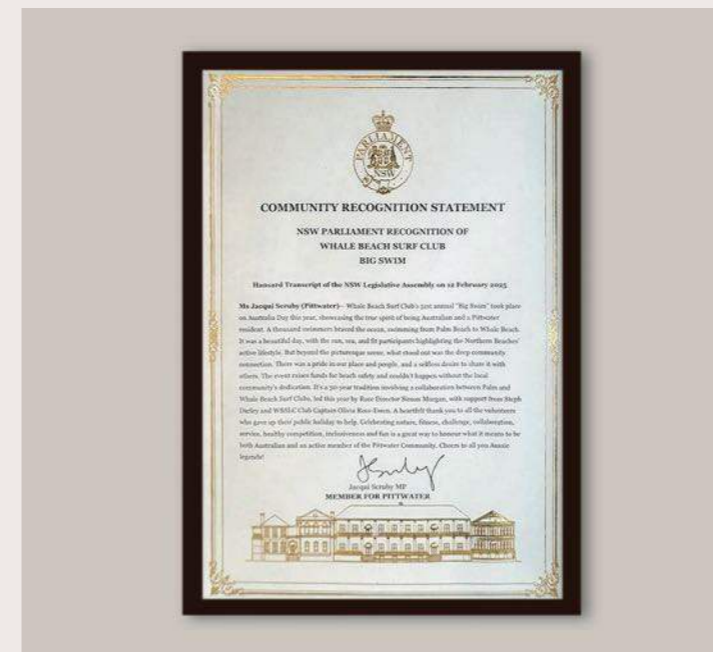 PARLIAMENT
NSW
COMMUNITY RECOGNITION STATEMENT
NSW PARLIAMENT RECOGNITION OF
WHALE BEACH SURF CLUB
BIG SWIM
Hansard Transcript of the NSW Legislative Assembly on 12 February 2025
Ms Jacqui Scruby (Pittwater)— Whale Beach Surf Club's 51st annual "Big Swim" took place
on Australia Day this year, showcasing the true spirit of being Australian and a Pittwater
resident. A thousand swimmers braved the ocean, swimming from Palm Beach to Whale Beach.
It was a beautiful day, with the sun, sea, and fit participants highlighting the Northern Beaches'
active lifestyle. But beyond the picturesque scene, what stood out was the deep community
connection. There was a pride in our place and people, and a selfless desire to share it with
others. The event raises funds for beach safety and couldn't happen without the local
community's dedication. It's a 50-year tradition involving a collaboration between Palm and
Whale Beach Surf Clubs, led this year by Race Director Simon Morgan, with support from Steph
and WBSLC Club Captain Olivia
A heartfelt thank you to all the volunteers
who gave up their public holiday to help. Celebrating nature, fitness, challenge, collaboration,
service, healthy competition, inclusiveness and fun is a great way to honour what it means to be
both Australian and an active member of the Pittwater Community. Cheers to all you Aussie
legends!
Jacqui Scruby MP
MEMBER FOR PITTWATER